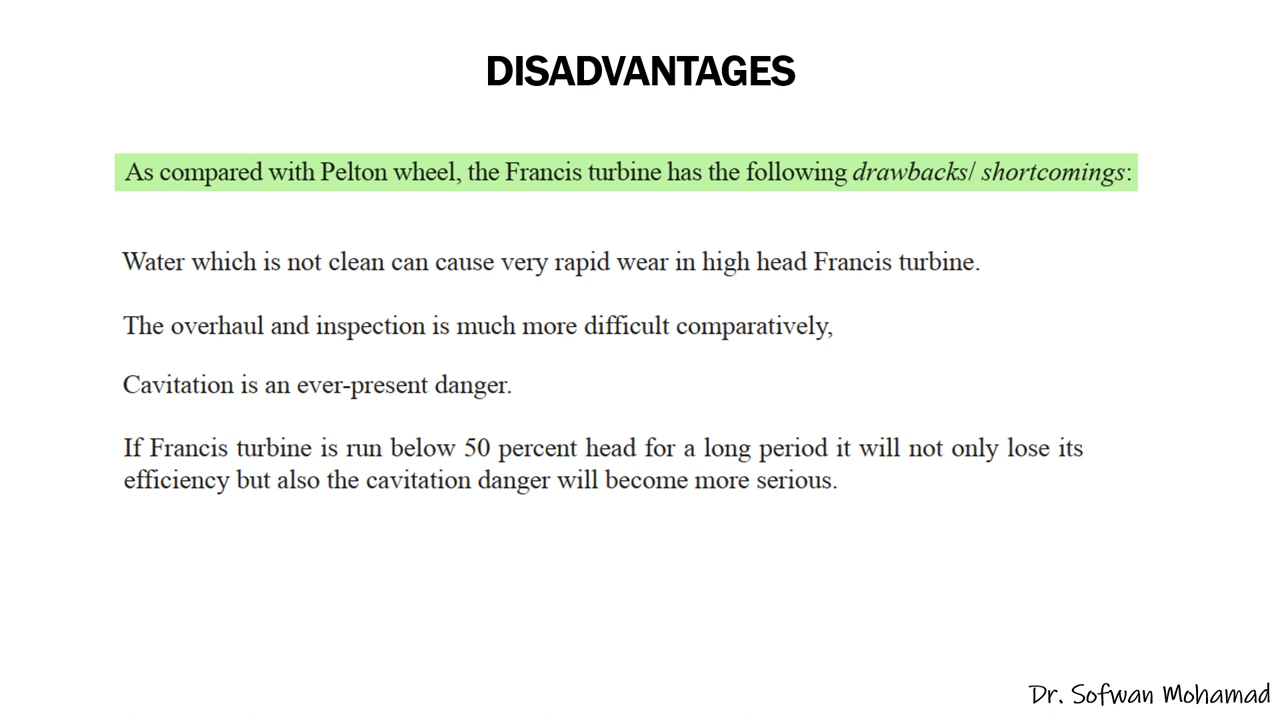 DISADVANTAGES
As compared with Pelton wheel, the Francis turbine has the following drawbacks/ shortcomings:
Water which is not clean can cause very rapid wear in high head Francis turbine.
The overhaul and inspection is much more difficult comparatively,
Cavitation is an ever-present danger.
If Francis turbine is run below 50 percent head for a long period it will not only lose its
efficiency but also the cavitation danger will become more serious.
Dr. Sofwan Mohamad